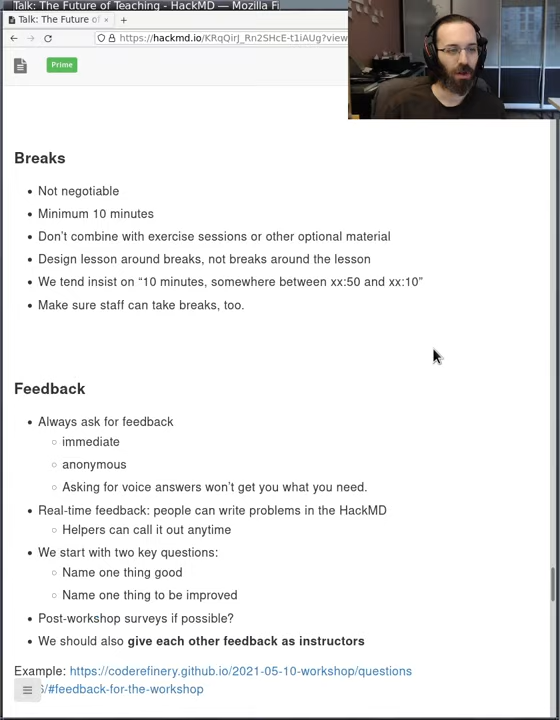 Talk: The Future of Teaching - HackMD — Mozilla Fi
Talk: The Future of
https://hackmd.io/KRqQirJ_Rn2SHcE-t1iAUg?view
Prime
Breaks
• Not negotiable
• Minimum 10 minutes
• Don't combine with exercise sessions or other optional material
• Design lesson around breaks, not breaks around the lesson
• We tend insist on “10 minutes, somewhere between xx:50 and xx:10”
• Make sure staff can take breaks, too.
Feedback
• Always ask for feedback
○ immediate
○ anonymous
○ Asking for voice answers won't get you what you need.
• Real-time feedback: people can write problems in the HackMD
○ Helpers can call it out anytime
• We start with two key questions:
○ Name one thing good
○ Name one thing to be improved
• Post-workshop surveys if possible?
• We should also give each other feedback as instructors
Example: https://coderefinery.github.io/2021-05-10-workshop/questions
/#feedback-for-the-workshop